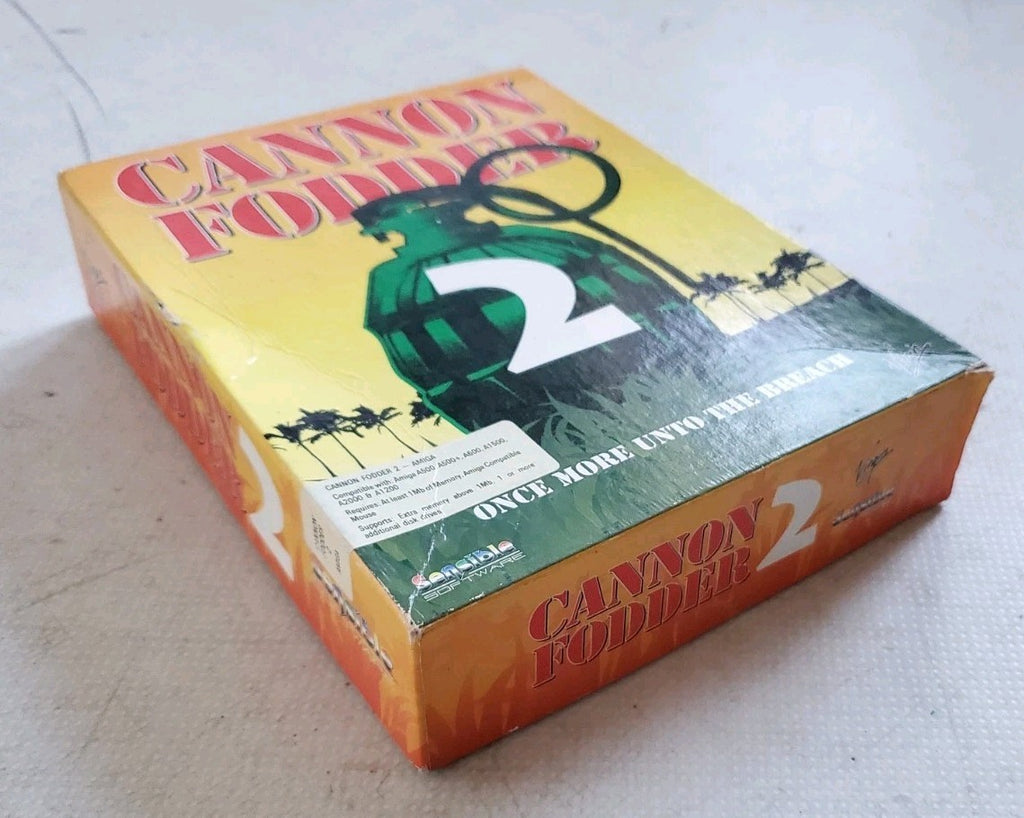 CANNON
FODDER
2
ONCE MORE UNTO THE BREACH
CANNON FODDER 2 - AMIGA
Compatible with Amiga A500, A500+, A600, A1500,
A2000 & A1200
Requires: At least 1Mb of Memory, Amiga Compatible
Mouse
Supports: Extra memory above 1Mb, 1 or more
additional disk drives
Sensible
SOFTWARE
2
CANNON
FODDER
2
Virgin